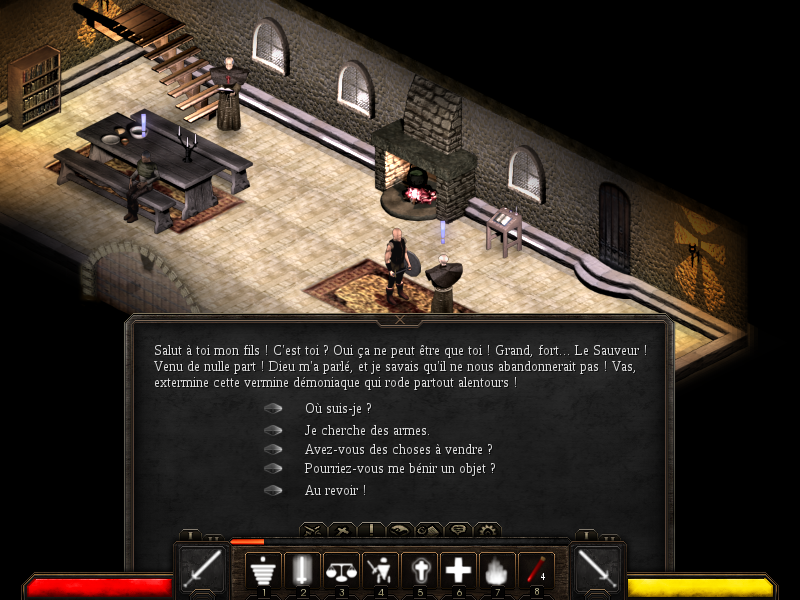 Salut à toi mon fils ! C'est toi ? Oui ça ne peut être que toi ! Grand, fort... Le Sauveur !
Venu de nulle part ! Dieu m'a parlé, et je savais qu'il ne nous abandonnerait pas ! Vas,
extermine cette vermine démoniaque qui rode partout alentours !
Où suis-je ?
Je cherche des armes.
Avez-vous des choses à vendre ?
Pourriez-vous me bénir un objet ?
Au revoir !
4
1 2 3 4 5 6 7 8